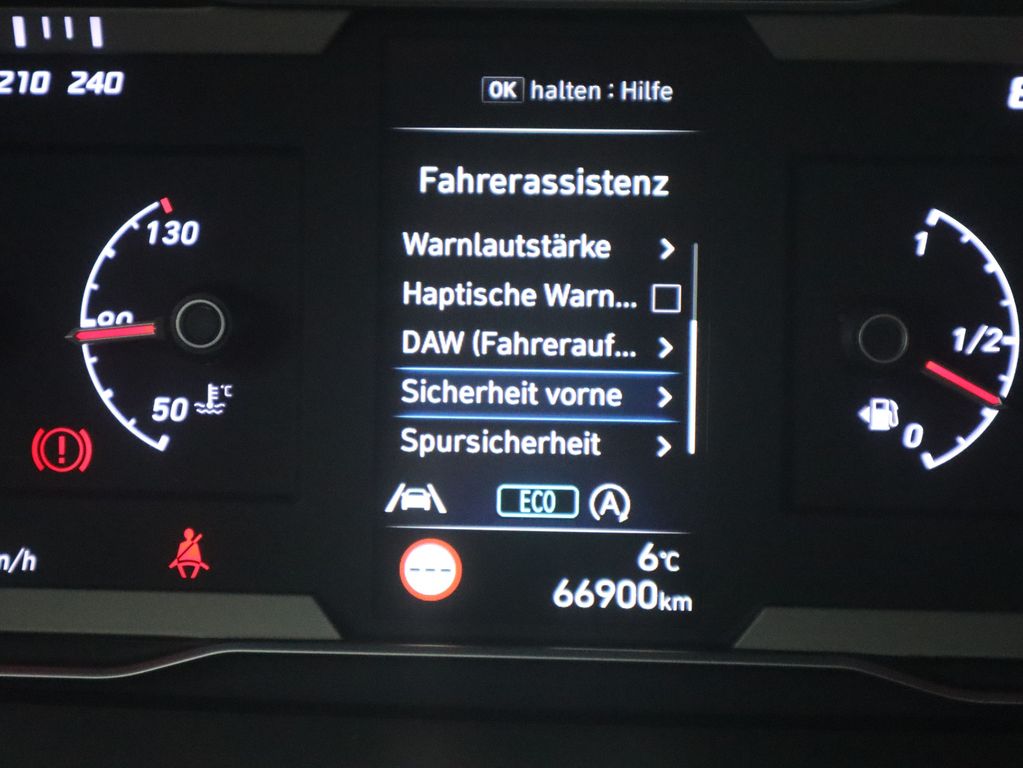 210 240
OK halten : Hilfe
Fahrerassistenz
130
Warnlautstärke
1
Haptische Warn...
90
DAW (Fahrerauf...
1/2
Sicherheit vorne
50
°C
Spursicherheit
0
ECO
A
---
6°C
66900km